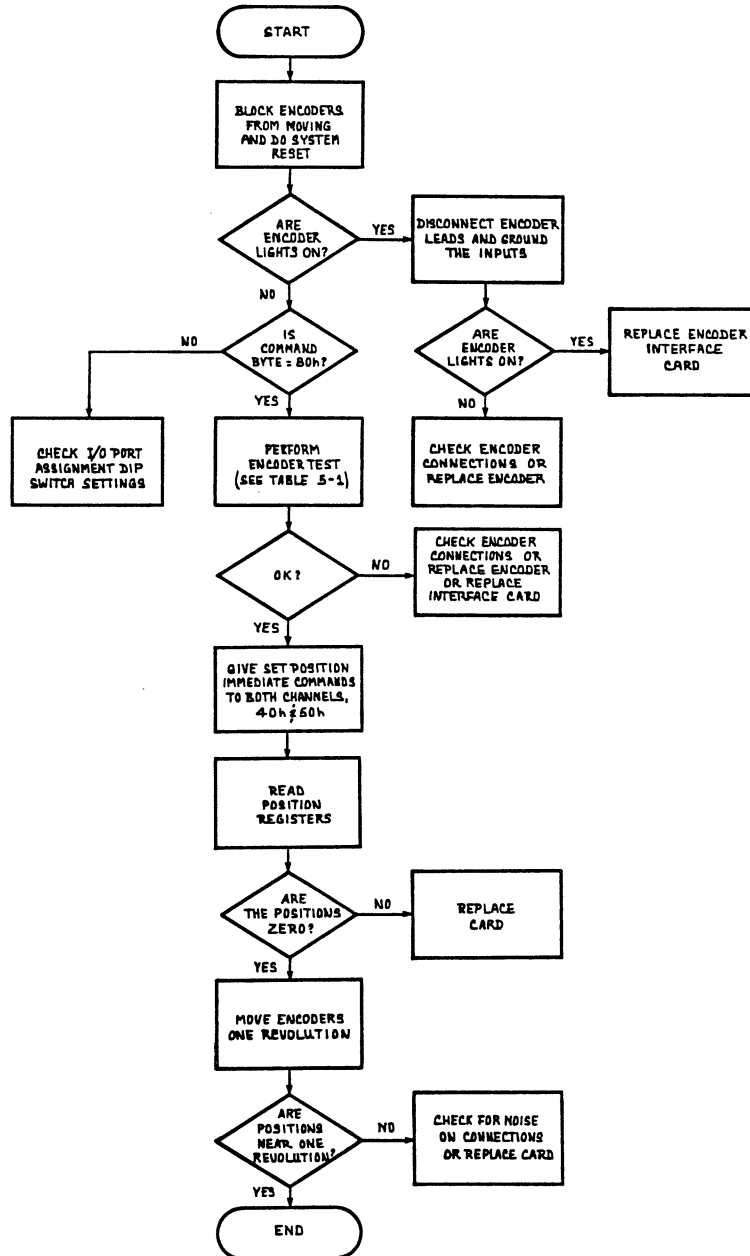 START
BLOCK ENCODERS
FROM MOVING
AND DO SYSTEM
RESET
ARE
ENCODER
LIGHTS ON?
YES
DISCONNECT ENCODER
LEADS AND GROUND
THE INPUTS
NO
IS
COMMAND
BYTE = 80h?
NO
YES
ARE
ENCODER
LIGHTS ON?
YES
REPLACE ENCODER
INTERFACE
CARD
NO
CHECK I/O PORT
ASSIGNMENT DIP
SWITCH SETTINGS
PERFORM
ENCODER TEST
(SEE TABLE 5-1)
CHECK ENCODER
CONNECTIONS OR
REPLACE ENCODER
OK?
NO
CHECK ENCODER
CONNECTIONS OR
REPLACE ENCODER
OR REPLACE
INTERFACE CARD
YES
GIVE SET POSITION
IMMEDIATE COMMANDS
TO BOTH CHANNELS,
40h & 50h
READ
POSITION
REGISTERS
ARE
THE POSITIONS
ZERO?
NO
REPLACE
CARD
YES
MOVE ENCODERS
ONE REVOLUTION
ARE
POSITIONS
NEAR ONE
REVOLUTION?
NO
CHECK FOR NOISE
ON CONNECTIONS
OR REPLACE CARD
YES
END